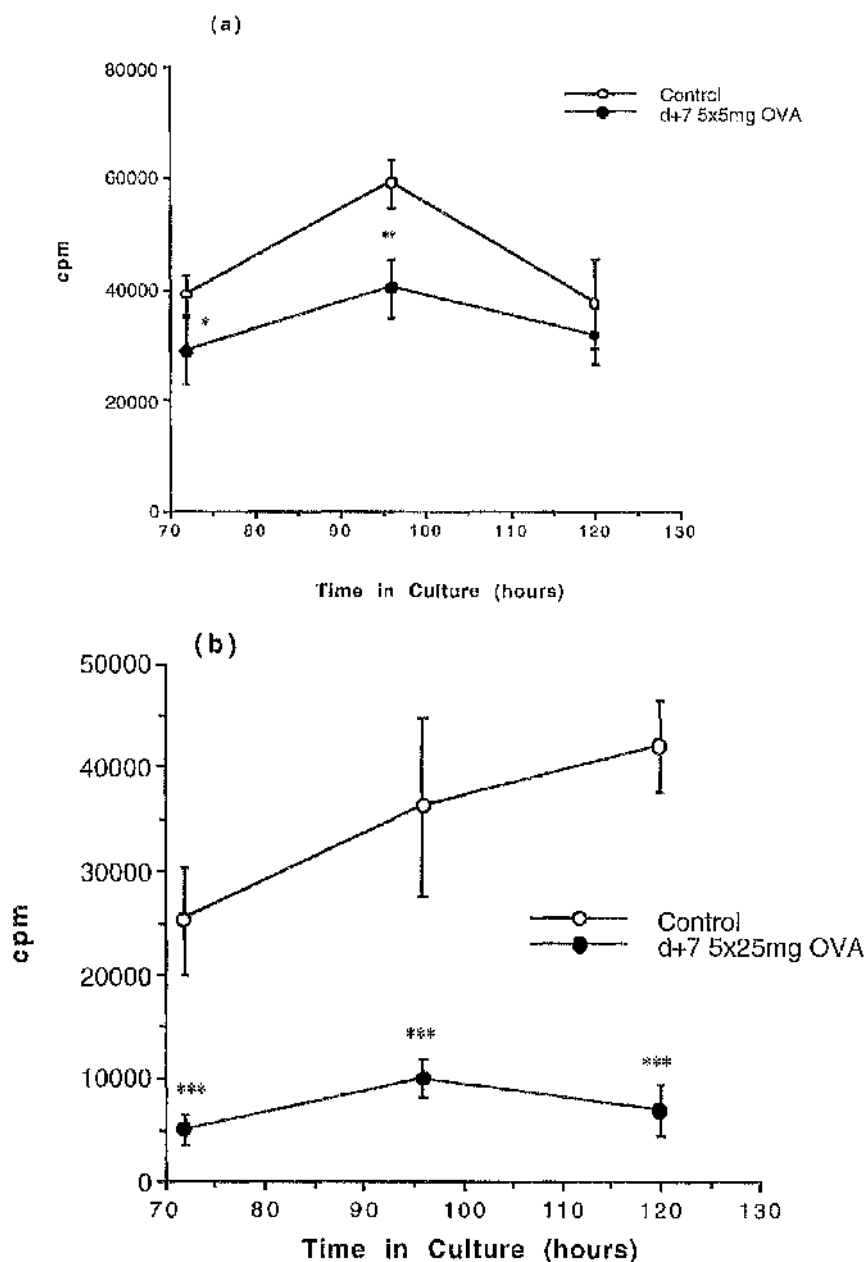 (a)
80000
60000
40000
20000
0
cpm
Control
d+7 5x5mg OVA
**
*
70 80 90 100 110 120 130
Time in Culture (hours)
(b)
50000
40000
30000
20000
10000
0
cpm
Control
d+7 5x25mg OVA
*** *** ***
70 80 90 100 110 120 130
Time in Culture (hours)